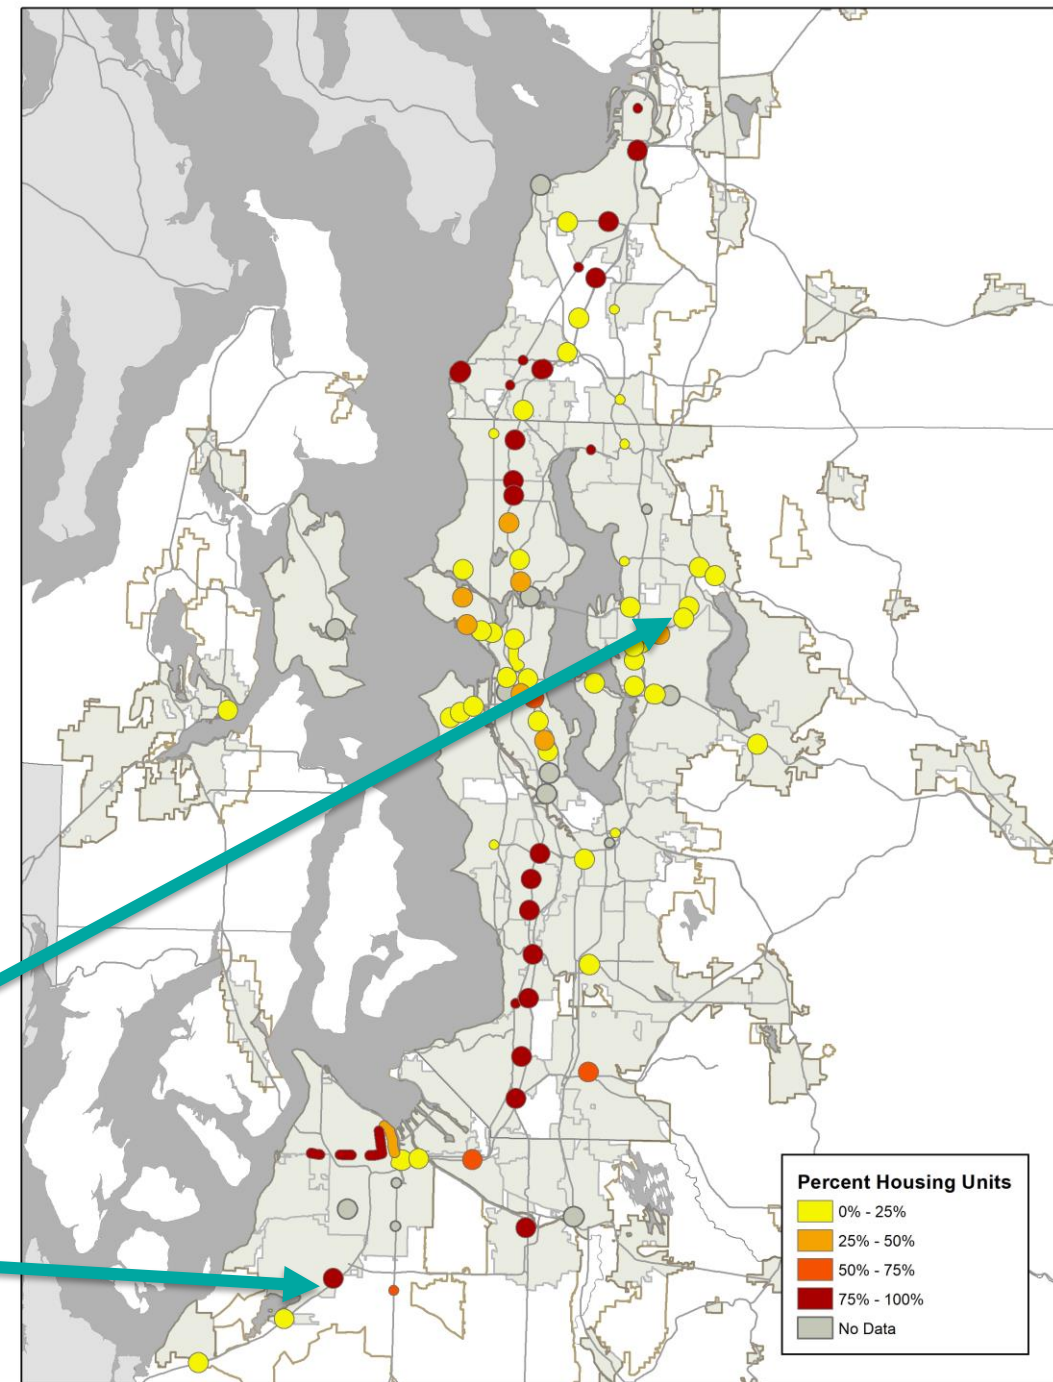 Percent Housing Units
0% - 25%
25% - 50%
50% - 75%
75% - 100%
No Data